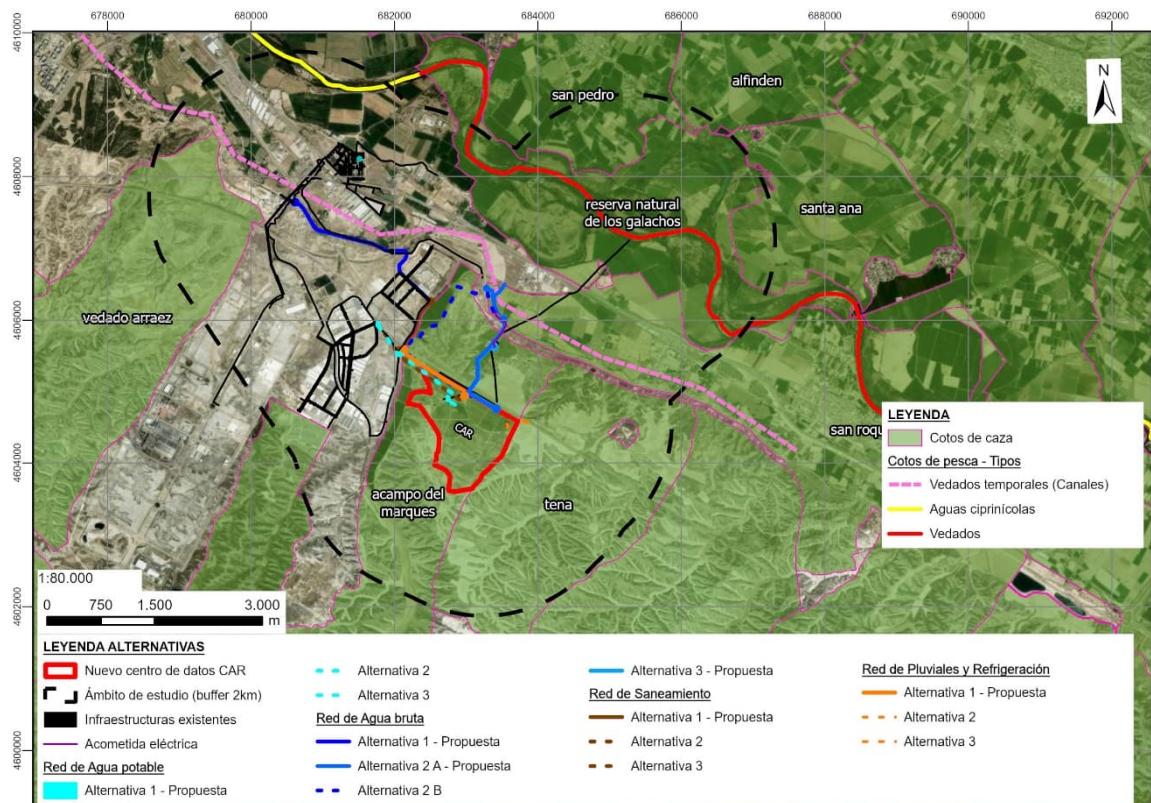 678000 680000 682000 684000 686000 688000 690000 692000
4610000
4608000
4606000
4604000
4602000
4600000
N
san pedro
alfinden
reserva natural
de los galachos
santa ana
vedado arraez
CAR
acampo del
marques
tena
san roqu
LEYENDA
Cotos de caza
Cotos de pesca - Tipos
Vedados temporales (Canales)
Aguas ciprinícolas
Vedados
1:80.000
0 750 1.500 3.000
m
LEYENDA ALTERNATIVAS
Nuevo centro de datos CAR
Ámbito de estudio (buffer 2km)
Infraestructuras existentes
Acometida eléctrica
Red de Agua potable
Alternativa 1 - Propuesta
Alternativa 2
Alternativa 3
Red de Agua bruta
Alternativa 1 - Propuesta
Alternativa 2 A - Propuesta
Alternativa 2 B
Alternativa 3 - Propuesta
Red de Saneamiento
Alternativa 1 - Propuesta
Alternativa 2
Alternativa 3
Red de Pluviales y Refrigeración
Alternativa 1 - Propuesta
Alternativa 2
Alternativa 3